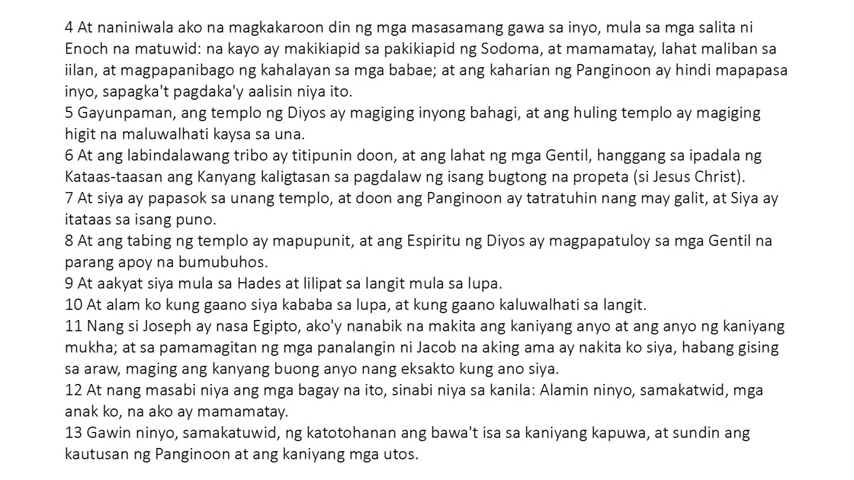 4 At naniniwala ako na magkakaroon din ng mga masasamang gawa sa inyo, mula sa mga salita ni
Enoch na matuwid: na kayo ay makikiapid sa pakikiapid ng Sodoma, at mamamatay, lahat maliban sa
iilan, at magpapanibago ng kahalayan sa mga babae; at ang kaharian ng Panginoon ay hindi mapapasa
inyo, sapagka't pagdaka'y aalisin niya ito.
5 Gayunpaman, ang templo ng Diyos ay magiging inyong bahagi, at ang huling templo ay magiging
higit na maluwalhati kaysa sa una.
6 At ang labindalawang tribo ay titipunin doon, at ang lahat ng mga Gentil, hanggang sa ipadala ng
Kataas-taasan ang Kanyang kaligtasan sa pagdalaw ng isang bugtong na propeta (si Jesus Christ).
7 At siya ay papasok sa unang templo, at doon ang Panginoon ay tatratuhin nang may galit, at Siya ay
itataas sa isang puno.
8 At ang tabing ng templo ay mapupunit, at ang Espiritu ng Diyos ay magpapatuloy sa mga Gentil na
parang apoy na bumubuhos.
9 At aakyat siya mula sa Hades at lilipat sa langit mula sa lupa.
10 At alam ko kung gaano siya kababa sa lupa, at kung gaano kaluwalhati sa langit.
11 Nang si Joseph ay nasa Egipto, ako'y nanabik na makita ang kaniyang anyo at ang anyo ng kaniyang
mukha; at sa pamamagitan ng mga panalangin ni Jacob na aking ama ay nakita ko siya, habang gising
sa araw, maging ang kanyang buong anyo nang eksakto kung ano siya.
12 At nang masabi niya ang mga bagay na ito, sinabi niya sa kanila: Alamin ninyo, samakatwid, mga
anak ko, na ako ay mamamatay.
13 Gawin ninyo, samakatuwid, ng katotohanan ang bawa't isa sa kaniyang kapuwa, at sundin ang
kautusan ng Panginoon at ang kaniyang mga utos.